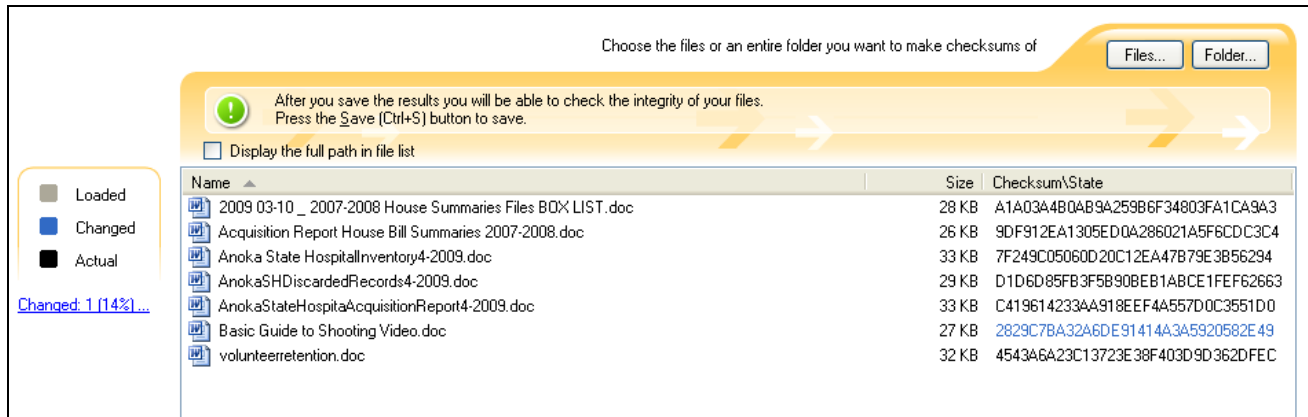 Choose the files or an entire folder you want to make checksums of
Files... Folder...
After you save the results you will be able to check the integrity of your files.
Press the Save (Ctrl+S) button to save.
Display the full path in file list
Loaded
Changed
Actual
Changed: 1 (14%) ...
Name Size Checksum\State
2009 03-10 _ 2007-2008 House Summaries Files BOX LIST.doc 28 KB A1A03A4B0AB9A259B6F34803FA1CA9A3
Acquisition Report House Bill Summaries 2007-2008.doc 26 KB 9DF912EA1305ED0A286021A5F6CDC3C4
Anoka State HospitalInventory4-2009.doc 33 KB 7F249C05060D20C12EA47B79E3B56294
AnokaSHDiscardedRecords4-2009.doc 29 KB D1D6D85FB3F5B90BEB1ABCE1FEF62663
AnokaStateHospitaAcquisitionReport4-2009.doc 33 KB C419614233AA918EEF4A557D0C3551D0
Basic Guide to Shooting Video.doc 27 KB 2829C7BA32A6DE91414A3A5920582E49
volunteerretention.doc 32 KB 4543A6A23C13723E38F403D9D362DFEC